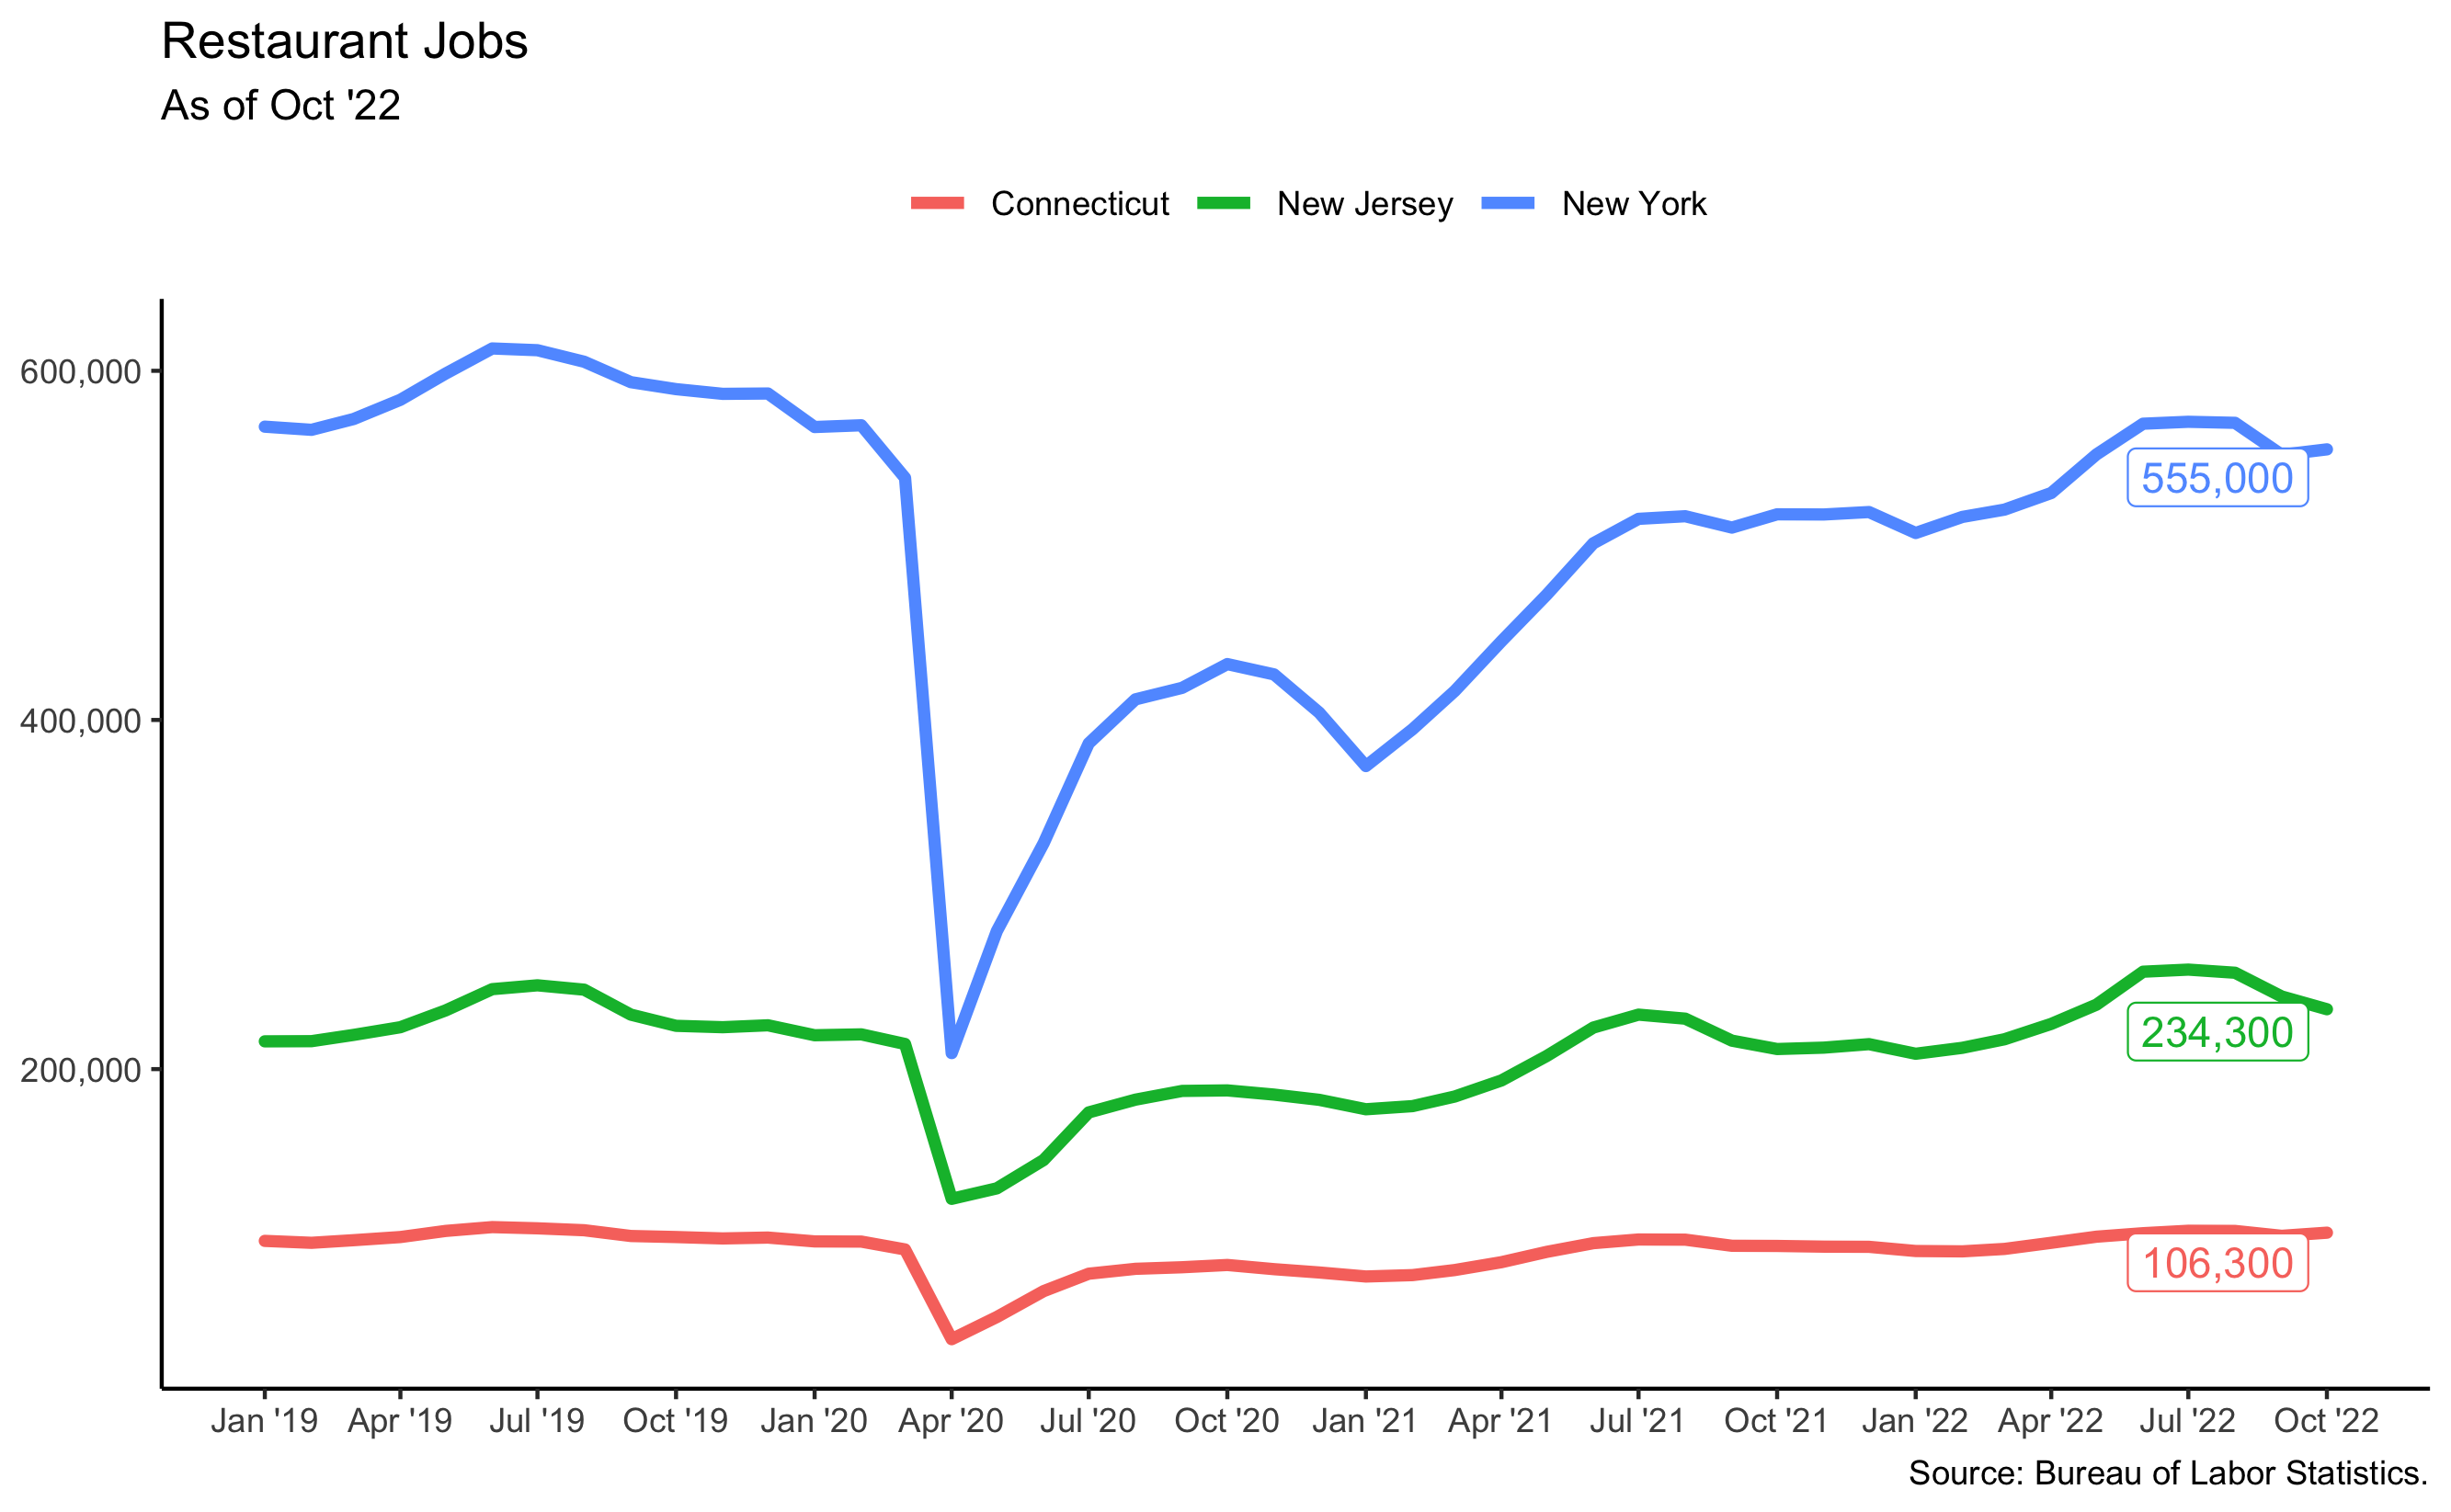 Restaurant Jobs
As of Oct '22
Connecticut New Jersey New York
600,000
400,000
200,000
555,000
234,300
106,300
Jan '19 Apr '19 Jul '19 Oct '19 Jan '20 Apr '20 Jul '20 Oct '20 Jan '21 Apr '21 Jul '21 Oct '21 Jan '22 Apr '22 Jul '22 Oct '22
Source: Bureau of Labor Statistics.